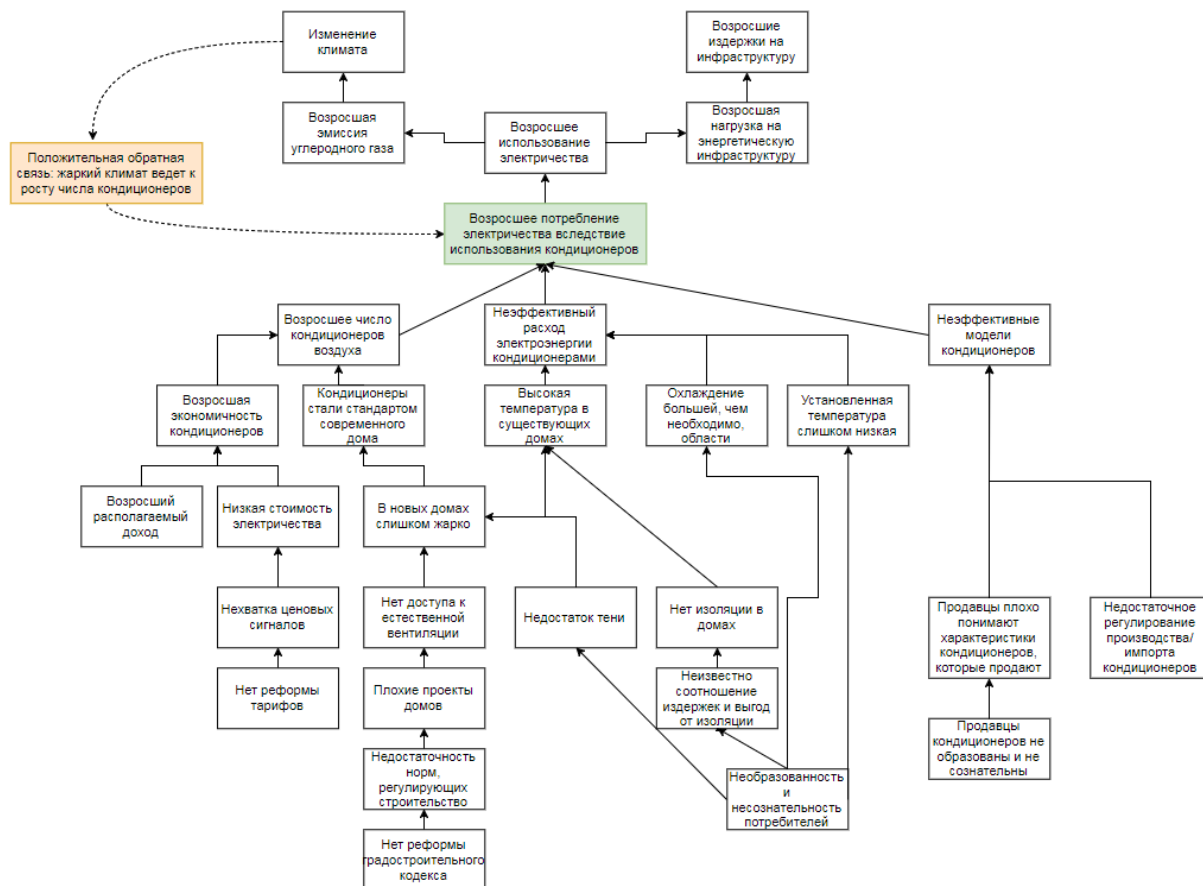 Изменение
климата
Возросшие
издержки на
инфраструктуру
Возросшая
эмиссия
углеродного газа
Возросшее
использование
электричества
Возросшая
нагрузка на
энергетическую
инфраструктуру
Положительная обратная
связь: жаркий климат ведет к
росту числа кондиционеров
Возросшее потребление
электричества вследствие
использования кондиционеров
Возросшее число
кондиционеров
воздуха
Неэффективный
расход
электроэнергии
кондиционерами
Неэффективные
модели
кондиционеров
Возросшая
экономичность
кондиционеров
Кондиционеры
стали стандартом
современного
дома
Высокая
температура в
существующих
домах
Охлаждение
большей, чем
необходимо,
области
Установленная
температура
слишком низкая
Возросший
располагаемый
доход
Низкая стоимость
электричества
В новых домах
слишком жарко
Нехватка ценовых
сигналов
Нет доступа к
естественной
вентиляции
Недостаток тени
Нет изоляции в
домах
Продавцы плохо
понимают
характеристики
кондиционеров,
которые продают
Недостаточное
регулирование
производства/
импорта
кондиционеров
Нет реформы
тарифов
Плохие проекты
домов
Неизвестно
соотношение
издержек и выгод
от изоляции
Продавцы
кондиционеров не
образованы и не
сознательны
Недостаточность
норм,
регулирующих
строительство
Необразованность
и
несознательность
потребителей
Нет реформы
градостроительного
кодекса